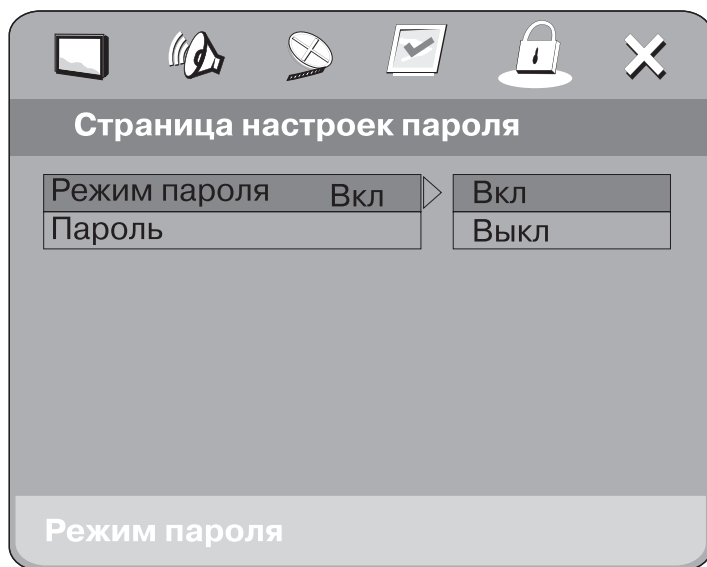 Страница настроек пароля
Режим пароля Вкл Вкл
Пароль Выкл
Режим пароля